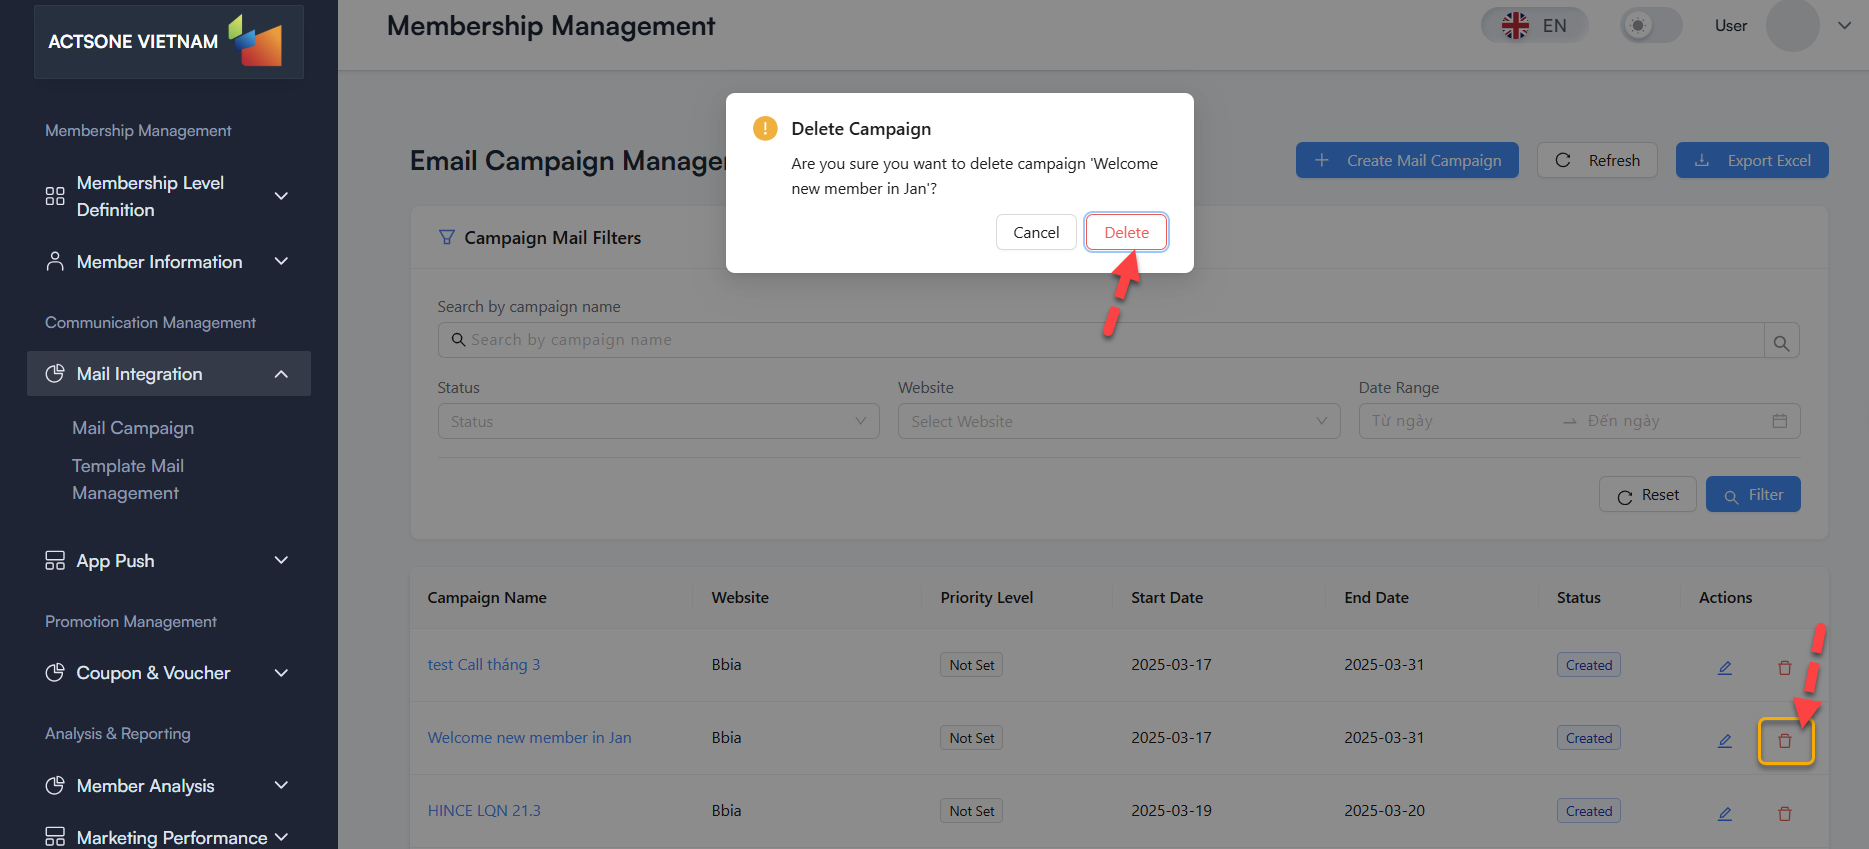 ACTSONE VIETNAM
Membership Management
EN
User
Membership Management
Membership Level
Definition
Member Information
Communication Management
Mail Integration
Mail Campaign
Template Mail
Management
App Push
Promotion Management
Coupon & Voucher
Analysis & Reporting
Member Analysis
Marketing Performance
Delete Campaign
Are you sure you want to delete campaign 'Welcome
new member in Jan'?
Cancel Delete
Email Campaign
Create Mail Campaign Refresh Export Excel
Campaign Mail Filters
Search by campaign name
Search by campaign name
Status Website Date Range
Status Select Website Từ ngày Đến ngày
Reset Filter
Campaign Name Website Priority Level Start Date End Date Status Actions
test Call tháng 3 Bbia Not Set 2025-03-17 2025-03-31 Created
Welcome new member in Jan Bbia Not Set 2025-03-17 2025-03-31 Created
HINCE LQN 21.3 Bbia Not Set 2025-03-19 2025-03-20 Created